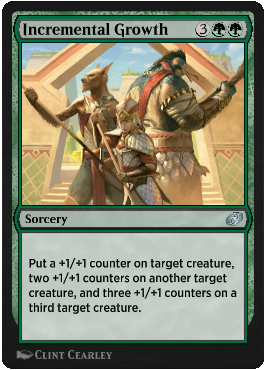 Incremental Growth 3
Sorcery
Put a +1/+1 counter on target creature,
two +1/+1 counters on another target
creature, and three +1/+1 counters on a
third target creature.
CLINT CEARLEY